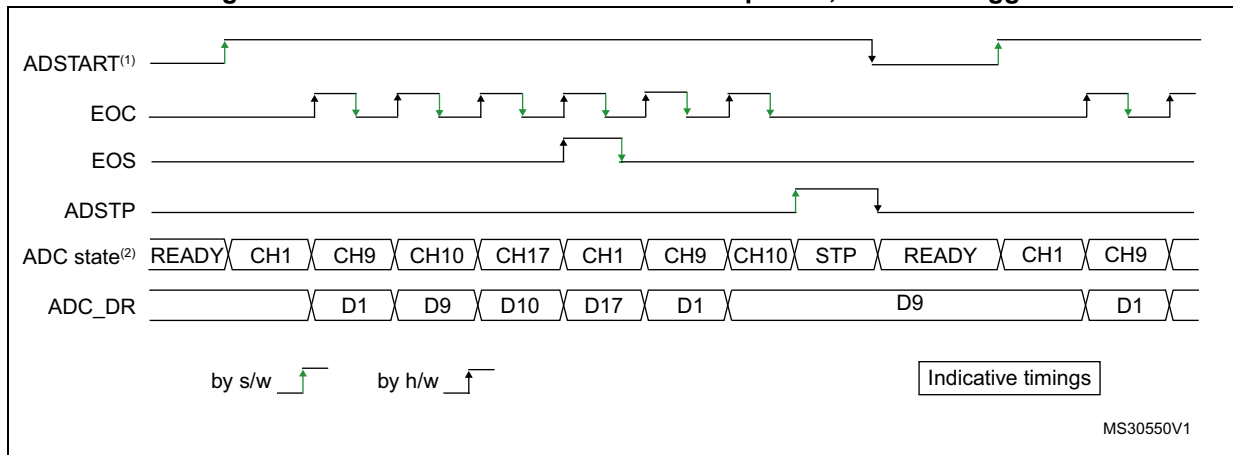 ADSTART(1)
EOC
EOS
ADSTP
ADC state(2) READY CH1 CH9 CH10 CH17 CH1 CH9 CH10 STP READY CH1 CH9
ADC_DR D1 D9 D10 D17 D1 D9 D1
by s/w by h/w Indicative timings
MS30550V1